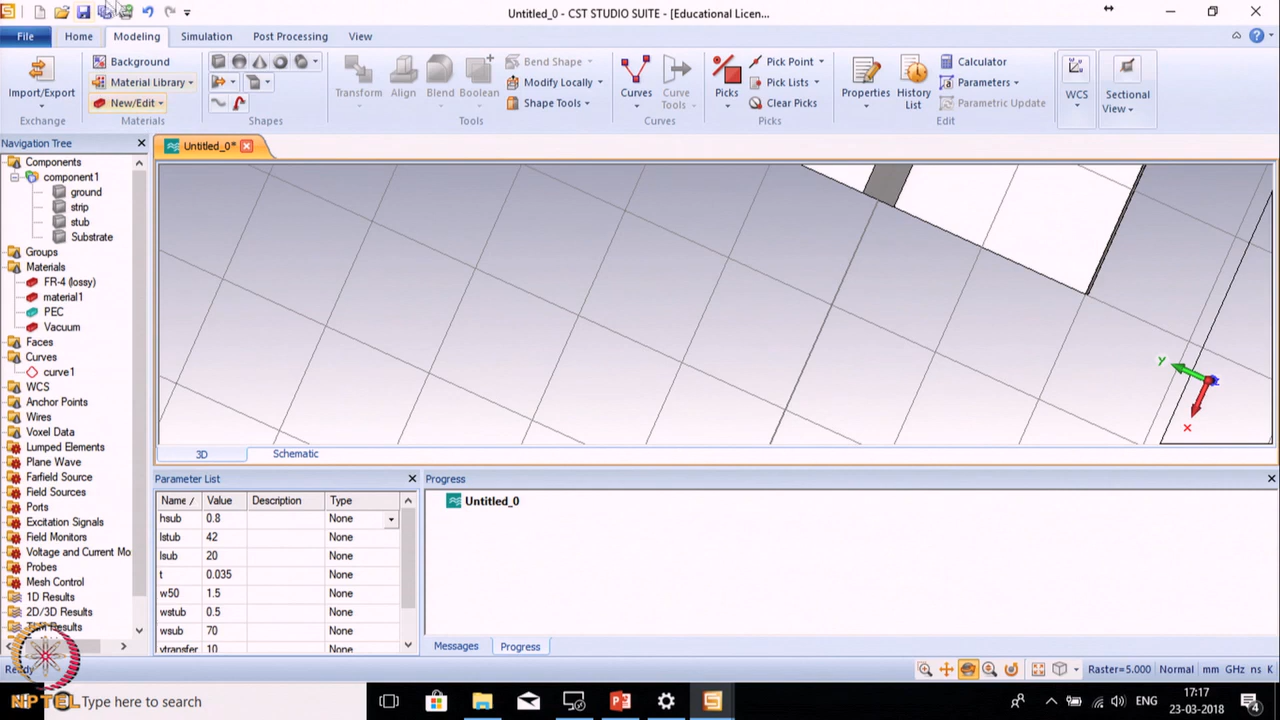 Untitled_0 - CST STUDIO SUITE - [Educational Licen...
File Home Modeling Simulation Post Processing View
Import/Export
Exchange
Background
Material Library
New/Edit
Materials
Shapes
Transform
Align
Blend
Boolean
Bend Shape
Modify Locally
Shape Tools
Tools
Curves
Curve Tools
Curves
Picks
Pick Point
Pick Lists
Clear Picks
Picks
Properties
History List
Calculator
Parameters
Parametric Update
Edit
WCS
Sectional View
Navigation Tree
Components
component1
ground
strip
stub
Substrate
Groups
Materials
FR-4 (lossy)
material1
PEC
Vacuum
Faces
Curves
curve1
WCS
Anchor Points
Wires
Voxel Data
Lumped Elements
Plane Wave
Farfield Source
Field Sources
Ports
Excitation Signals
Field Monitors
Voltage and Current Mo
Probes
Mesh Control
1D Results
2D/3D Results
Results
Untitled_0*
Y
x
3D Schematic
Parameter List
Name Value Description Type
hsub 0.8 None
lstub 42 None
lsub 20 None
t 0.035 None
w50 1.5 None
wstub 0.5 None
wsub 70 None
ytransfer 10 None
Progress
Untitled_0
Messages Progress
Raster=5.000 Normal mm GHz ns K
NPTEL
Type here to search
ENG
17:17
23-03-2018
4